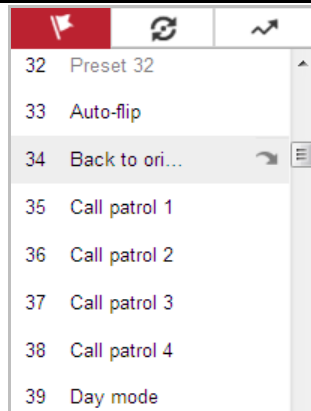 32 Preset 32
33 Auto-flip
34 Back to ori...
35 Call patrol 1
36 Call patrol 2
37 Call patrol 3
38 Call patrol 4
39 Day mode